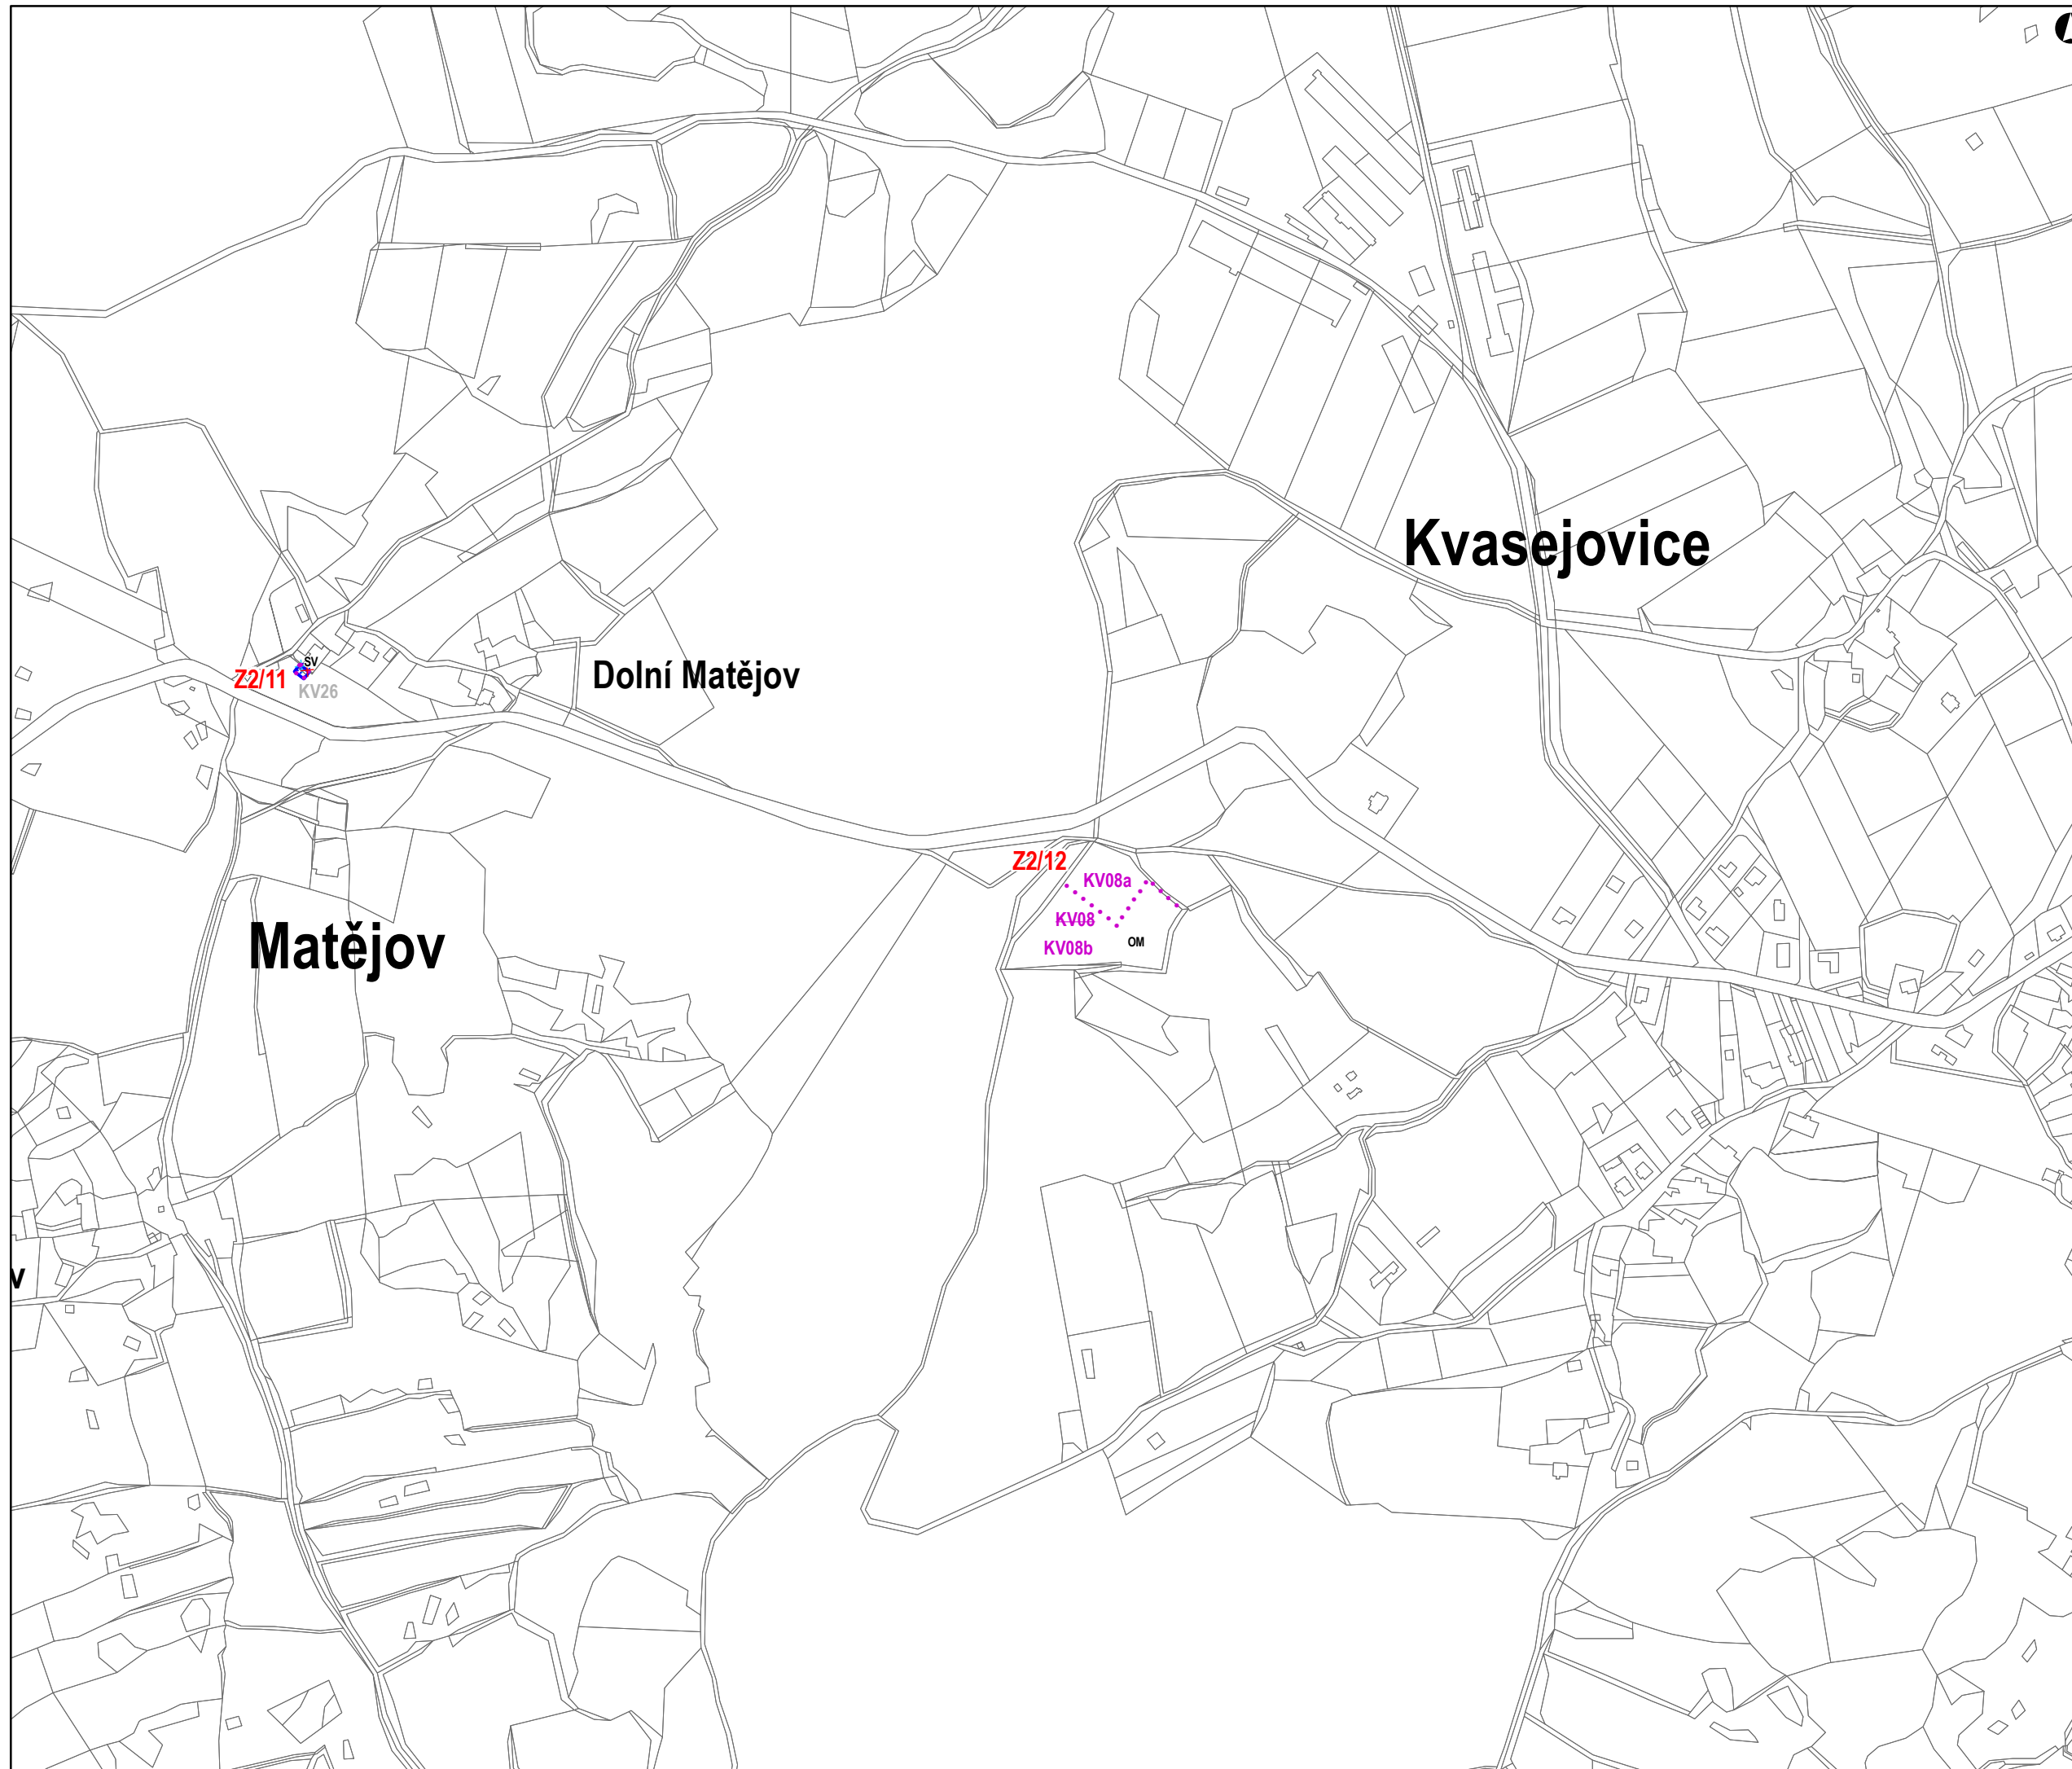 Kvasejovice
SV
Z2/11
KV26
Dolní Matějov
Z2/12
KV08a
KV08
OM
KV08b
Matějov
v